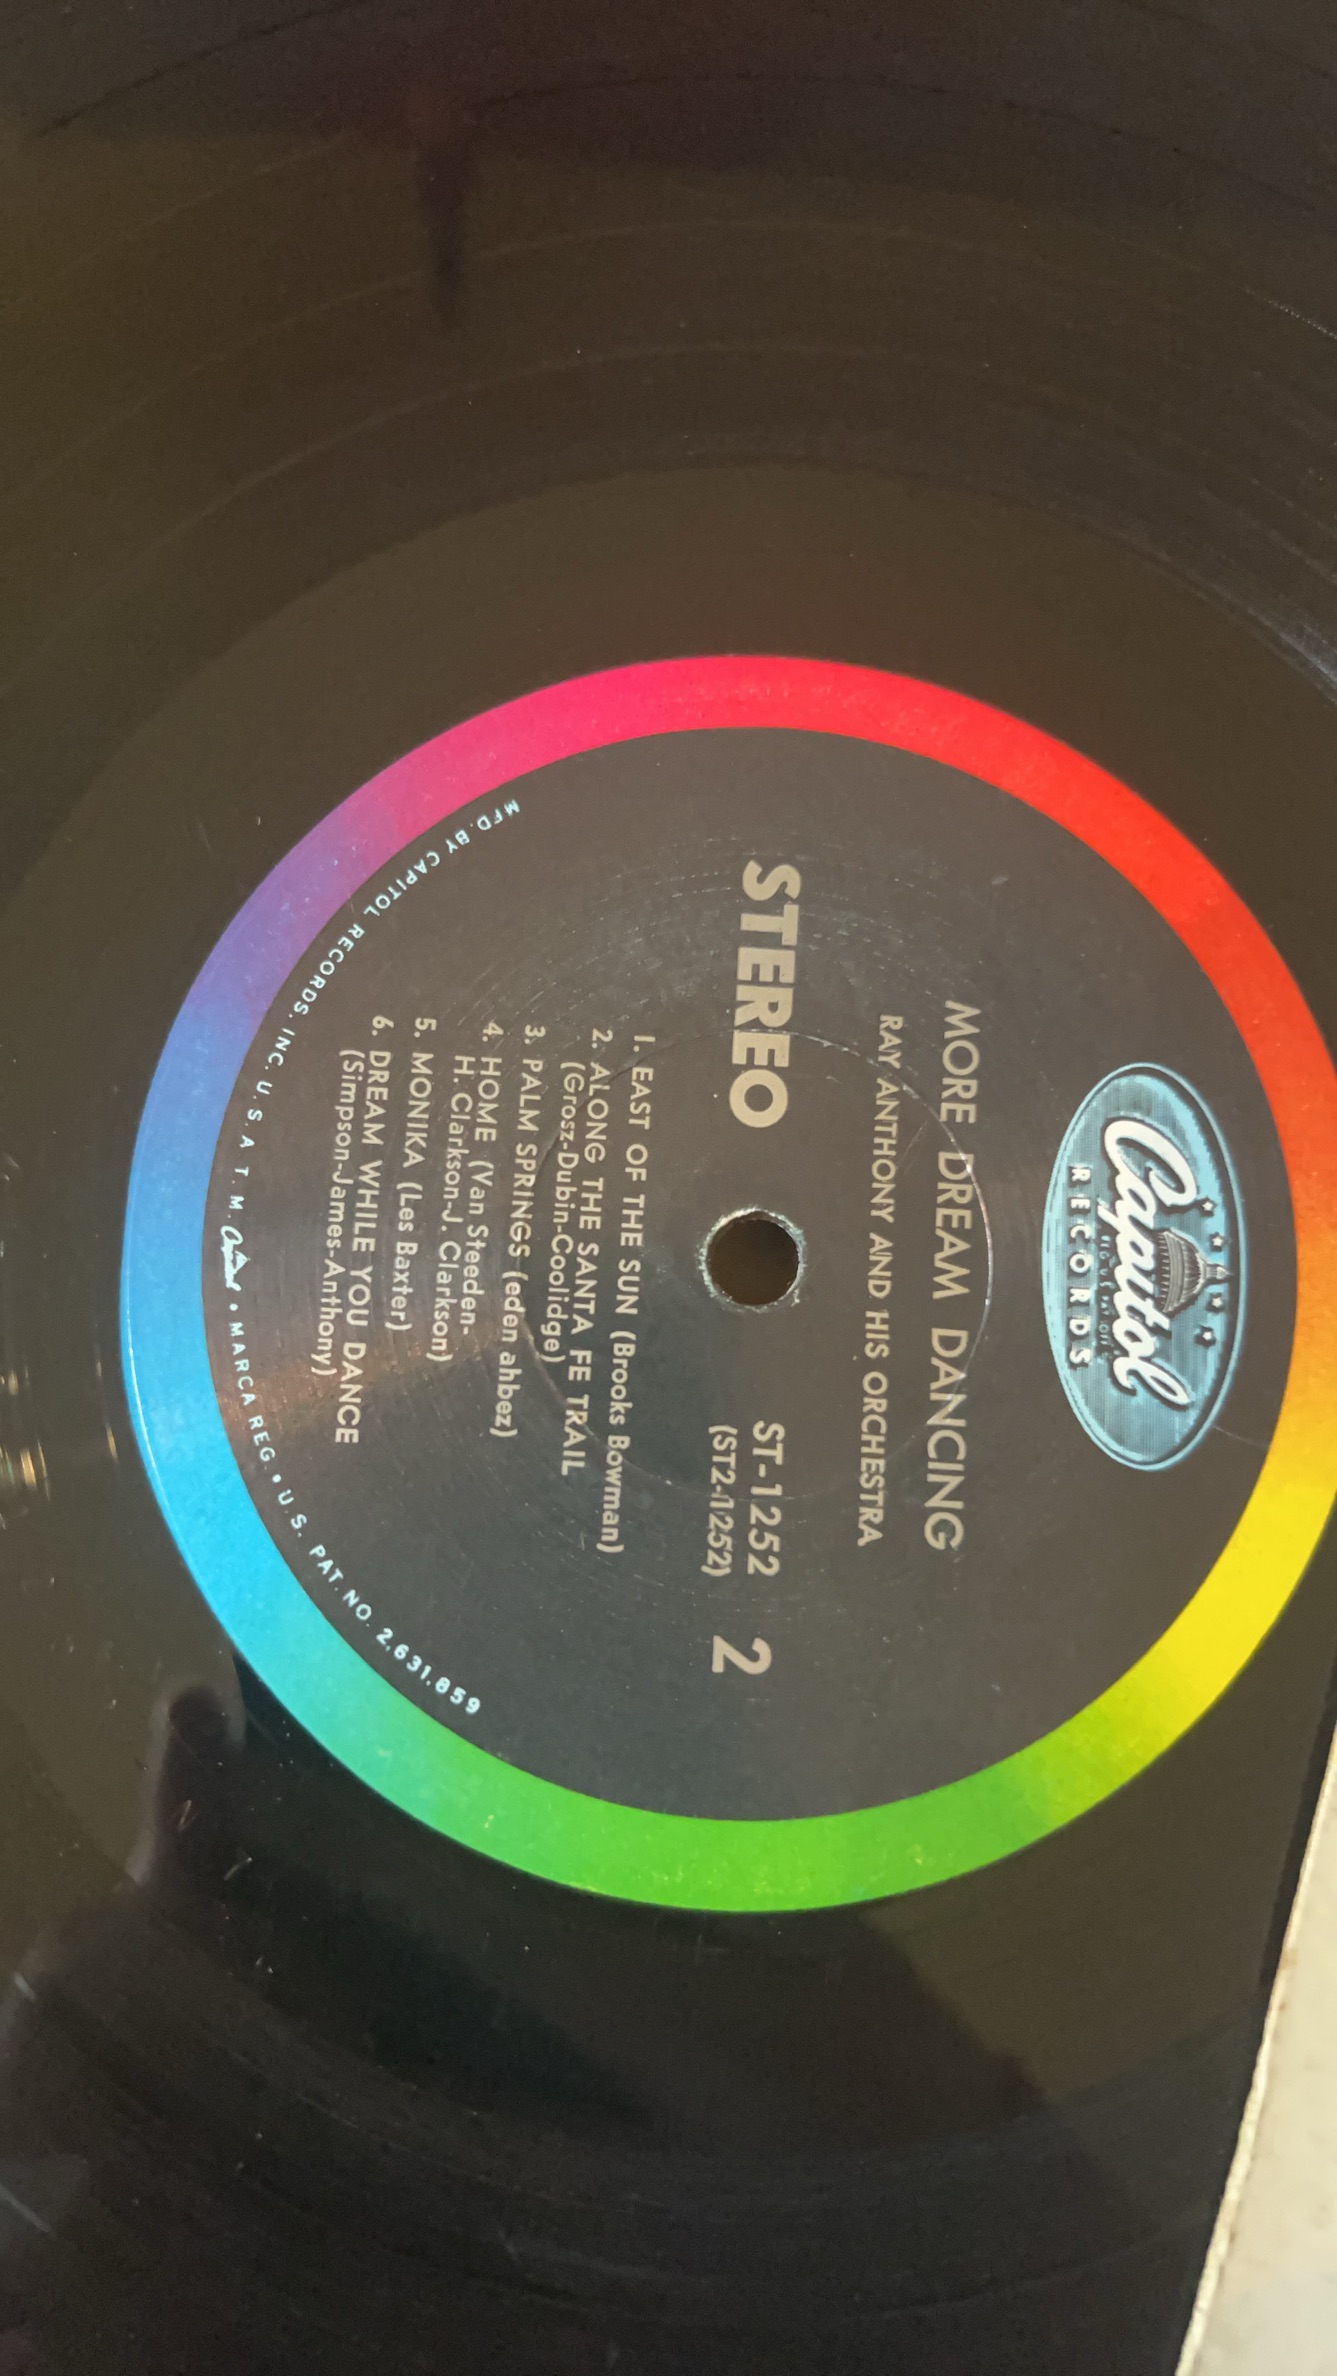 Capitol
RECORDS
MORE DREAM DANCING
RAY ANTHONY AND HIS ORCHESTRA
STEREO
ST-1252
(ST2-1252)
2
1. EAST OF THE SUN (Brooks Bowman)
2. ALONG THE SANTA FE TRAIL
(Grosz-Dubin-Coolidge)
3. PALM SPRINGS (eden ahbez)
4. HOME (Van Steeden-
H. Clarkson-J. Clarkson)
5. MONIKA (Les Baxter)
6. DREAM WHILE YOU DANCE
(Simpson-James-Anthony)
MFD. BY CAPITOL RECORDS, INC. U. S. A. T. M. Capitol • MARCA REG. • U. S. PAT. NO. 2,631,859